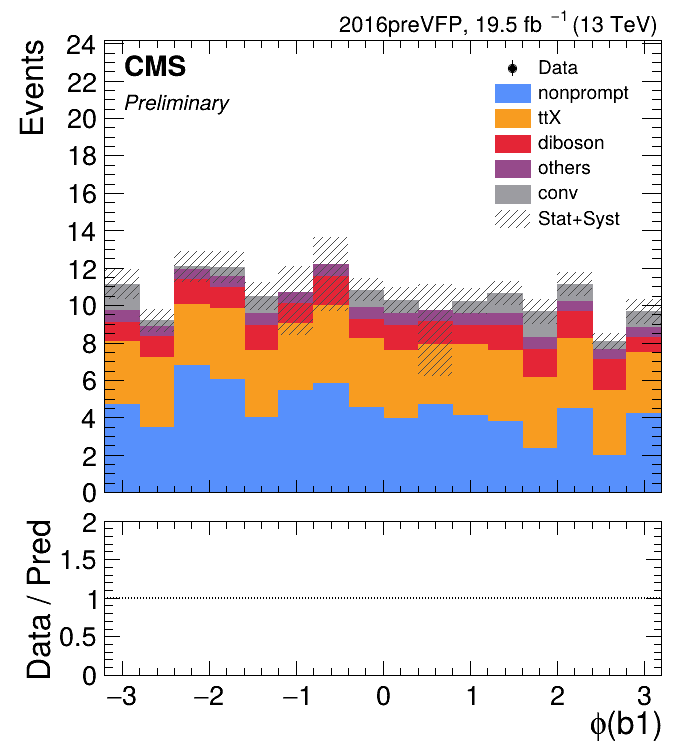 2016preVFP, 19.5 fb ⁻¹ (13 TeV)
Events
24
22
20
18
16
14
12
10
8
6
4
2
0
CMS
Preliminary
Data
nonprompt
ttX
diboson
others
conv
Stat+Syst
Data / Pred
2
1.5
1
0.5
0
−3 −2 −1 0 1 2 3
ϕ(b1)